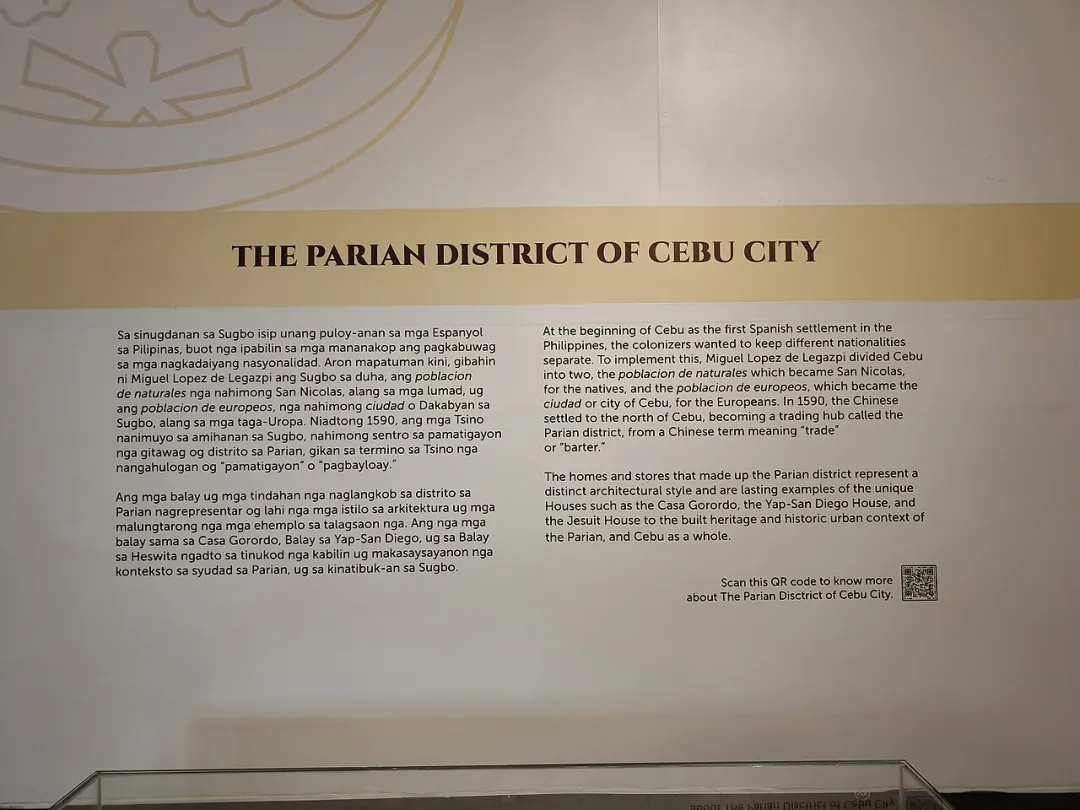 THE PARIAN DISTRICT OF CEBU CITY
Sa sinugdanan sa Sugbo isip unang puloy-anan sa mga Espanyol
sa Pilipinas, buot nga ipabilin sa mga mananakop ang pagkabuwag
sa mga nagkadaiyang nasyonalidad. Aron mapatuman kini, gibahin
ni Miguel Lopez de Legazpi ang Sugbo sa duha, ang poblacion
de naturales nga nahimong San Nicolas, alang sa mga lumad, ug
ang poblacion de europeos, nga nahimong ciudad o Dakabyan sa
Sugbo, alang sa mga taga-Uropa. Niadtong 1590, ang mga Tsino
nanimuyo sa amihanan sa Sugbo, nahimong sentro sa pamatigayon
nga gitawag og distrito sa Parian, gikan sa termino sa Tsino nga
nangahulogan og “pamatigayon” o “pagbayloay.”
Ang mga balay ug mga tindahan nga naglangkob sa distrito sa
Parian nagrepresentar og lahi nga mga istilo sa arkitektura ug mga
malungtarong nga mga ehemplo sa talagsaon nga. Ang nga mga
balay sama sa Casa Gorordo, Balay sa Yap-San Diego, ug sa Balay
sa Heswita ngadto sa tinukod nga kabilin ug makasaysayanon nga
konteksto sa syudad sa Parian, ug sa kinatibuk-an sa Sugbo.
At the beginning of Cebu as the first Spanish settlement in the
Philippines, the colonizers wanted to keep different nationalities
separate. To implement this, Miguel Lopez de Legazpi divided Cebu
into two, the poblacion de naturales which became San Nicolas,
for the natives, and the poblacion de europeos, which became the
ciudad or city of Cebu, for the Europeans. In 1590, the Chinese
settled to the north of Cebu, becoming a trading hub called the
Parian district, from a Chinese term meaning “trade”
or “barter.”
The homes and stores that made up the Parian district represent a
distinct architectural style and are lasting examples of the unique
Houses such as the Casa Gorordo, the Yap-San Diego House, and
the Jesuit House to the built heritage and historic urban context of
the Parian, and Cebu as a whole.
Scan this QR code to know more
about The Parian Disctrict of Cebu City.